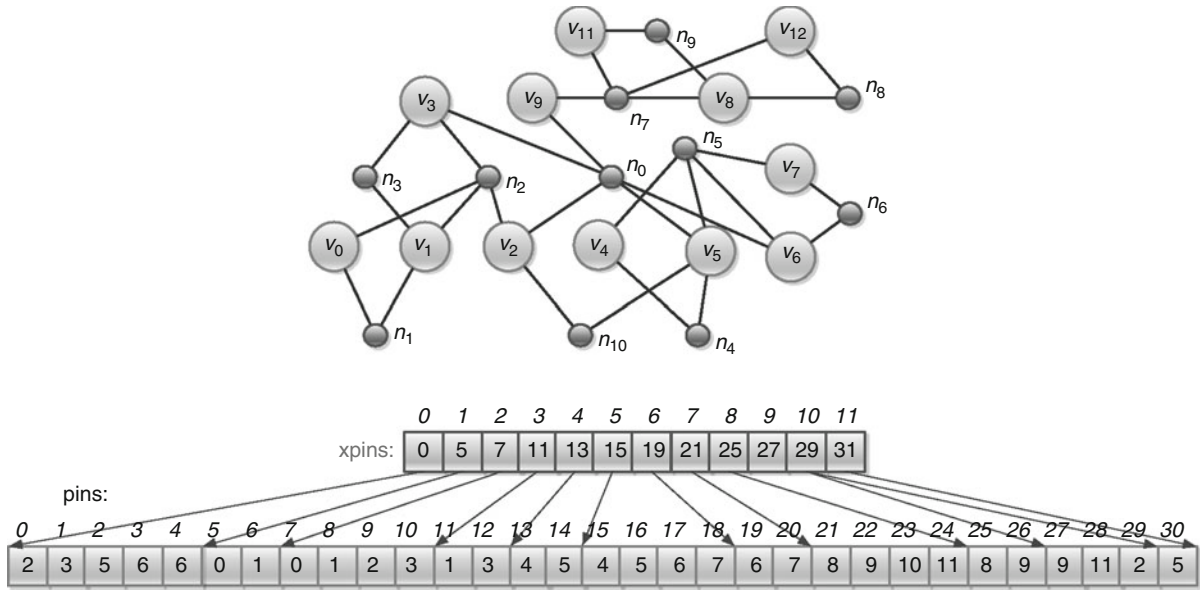 v11 n9 v12
v3 v9 n7 v8 n8
n5
n3 n2 n0 v7
n6
v0 v1 v2 v4 v5 v6
n1 n10 n4
0 1 2 3 4 5 6 7 8 9 10 11
xpins: 0 5 7 11 13 15 19 21 25 27 29 31
pins:
0 1 2 3 4 5 6 7 8 9 10 11 12 13 14 15 16 17 18 19 20 21 22 23 24 25 26 27 28 29 30
2 3 5 6 6 0 1 0 1 2 3 1 3 4 5 4 5 6 7 6 7 8 9 10 11 8 9 9 11 2 5